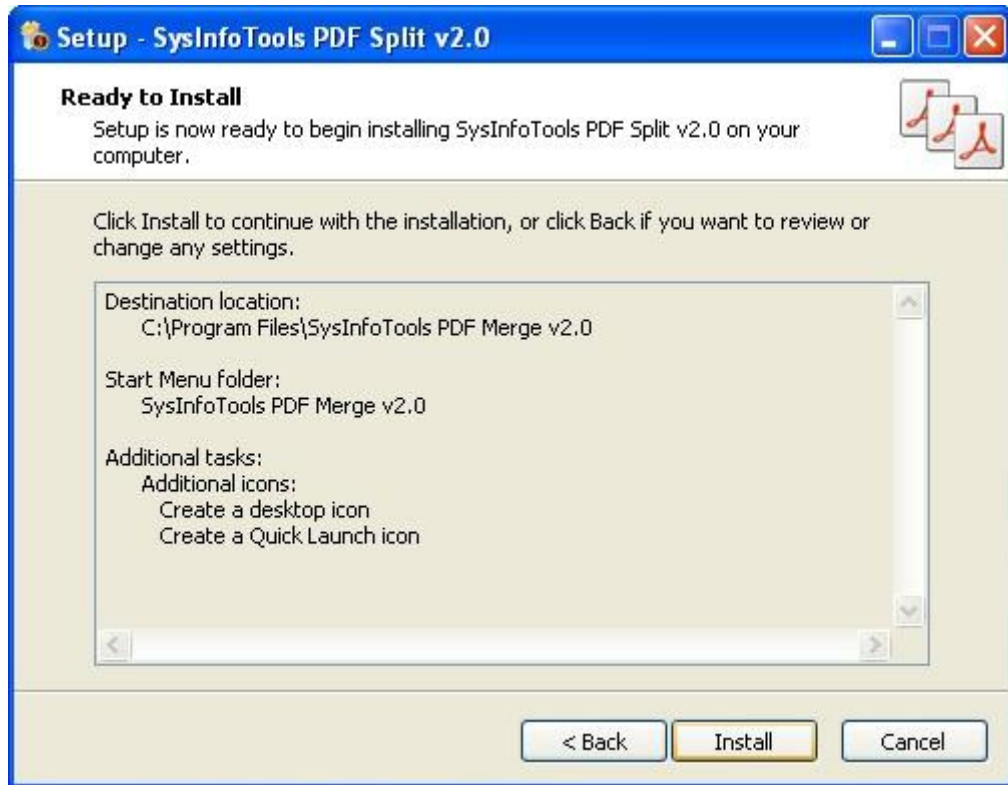 Setup - SysInfoTools PDF Split v2.0
Ready to Install
Setup is now ready to begin installing SysInfoTools PDF Split v2.0 on your
computer.
Click Install to continue with the installation, or click Back if you want to review or
change any settings.
Destination location:
C:\Program Files\SysInfoTools PDF Merge v2.0
Start Menu folder:
SysInfoTools PDF Merge v2.0
Additional tasks:
Additional icons:
Create a desktop icon
Create a Quick Launch icon
< Back
Install
Cancel